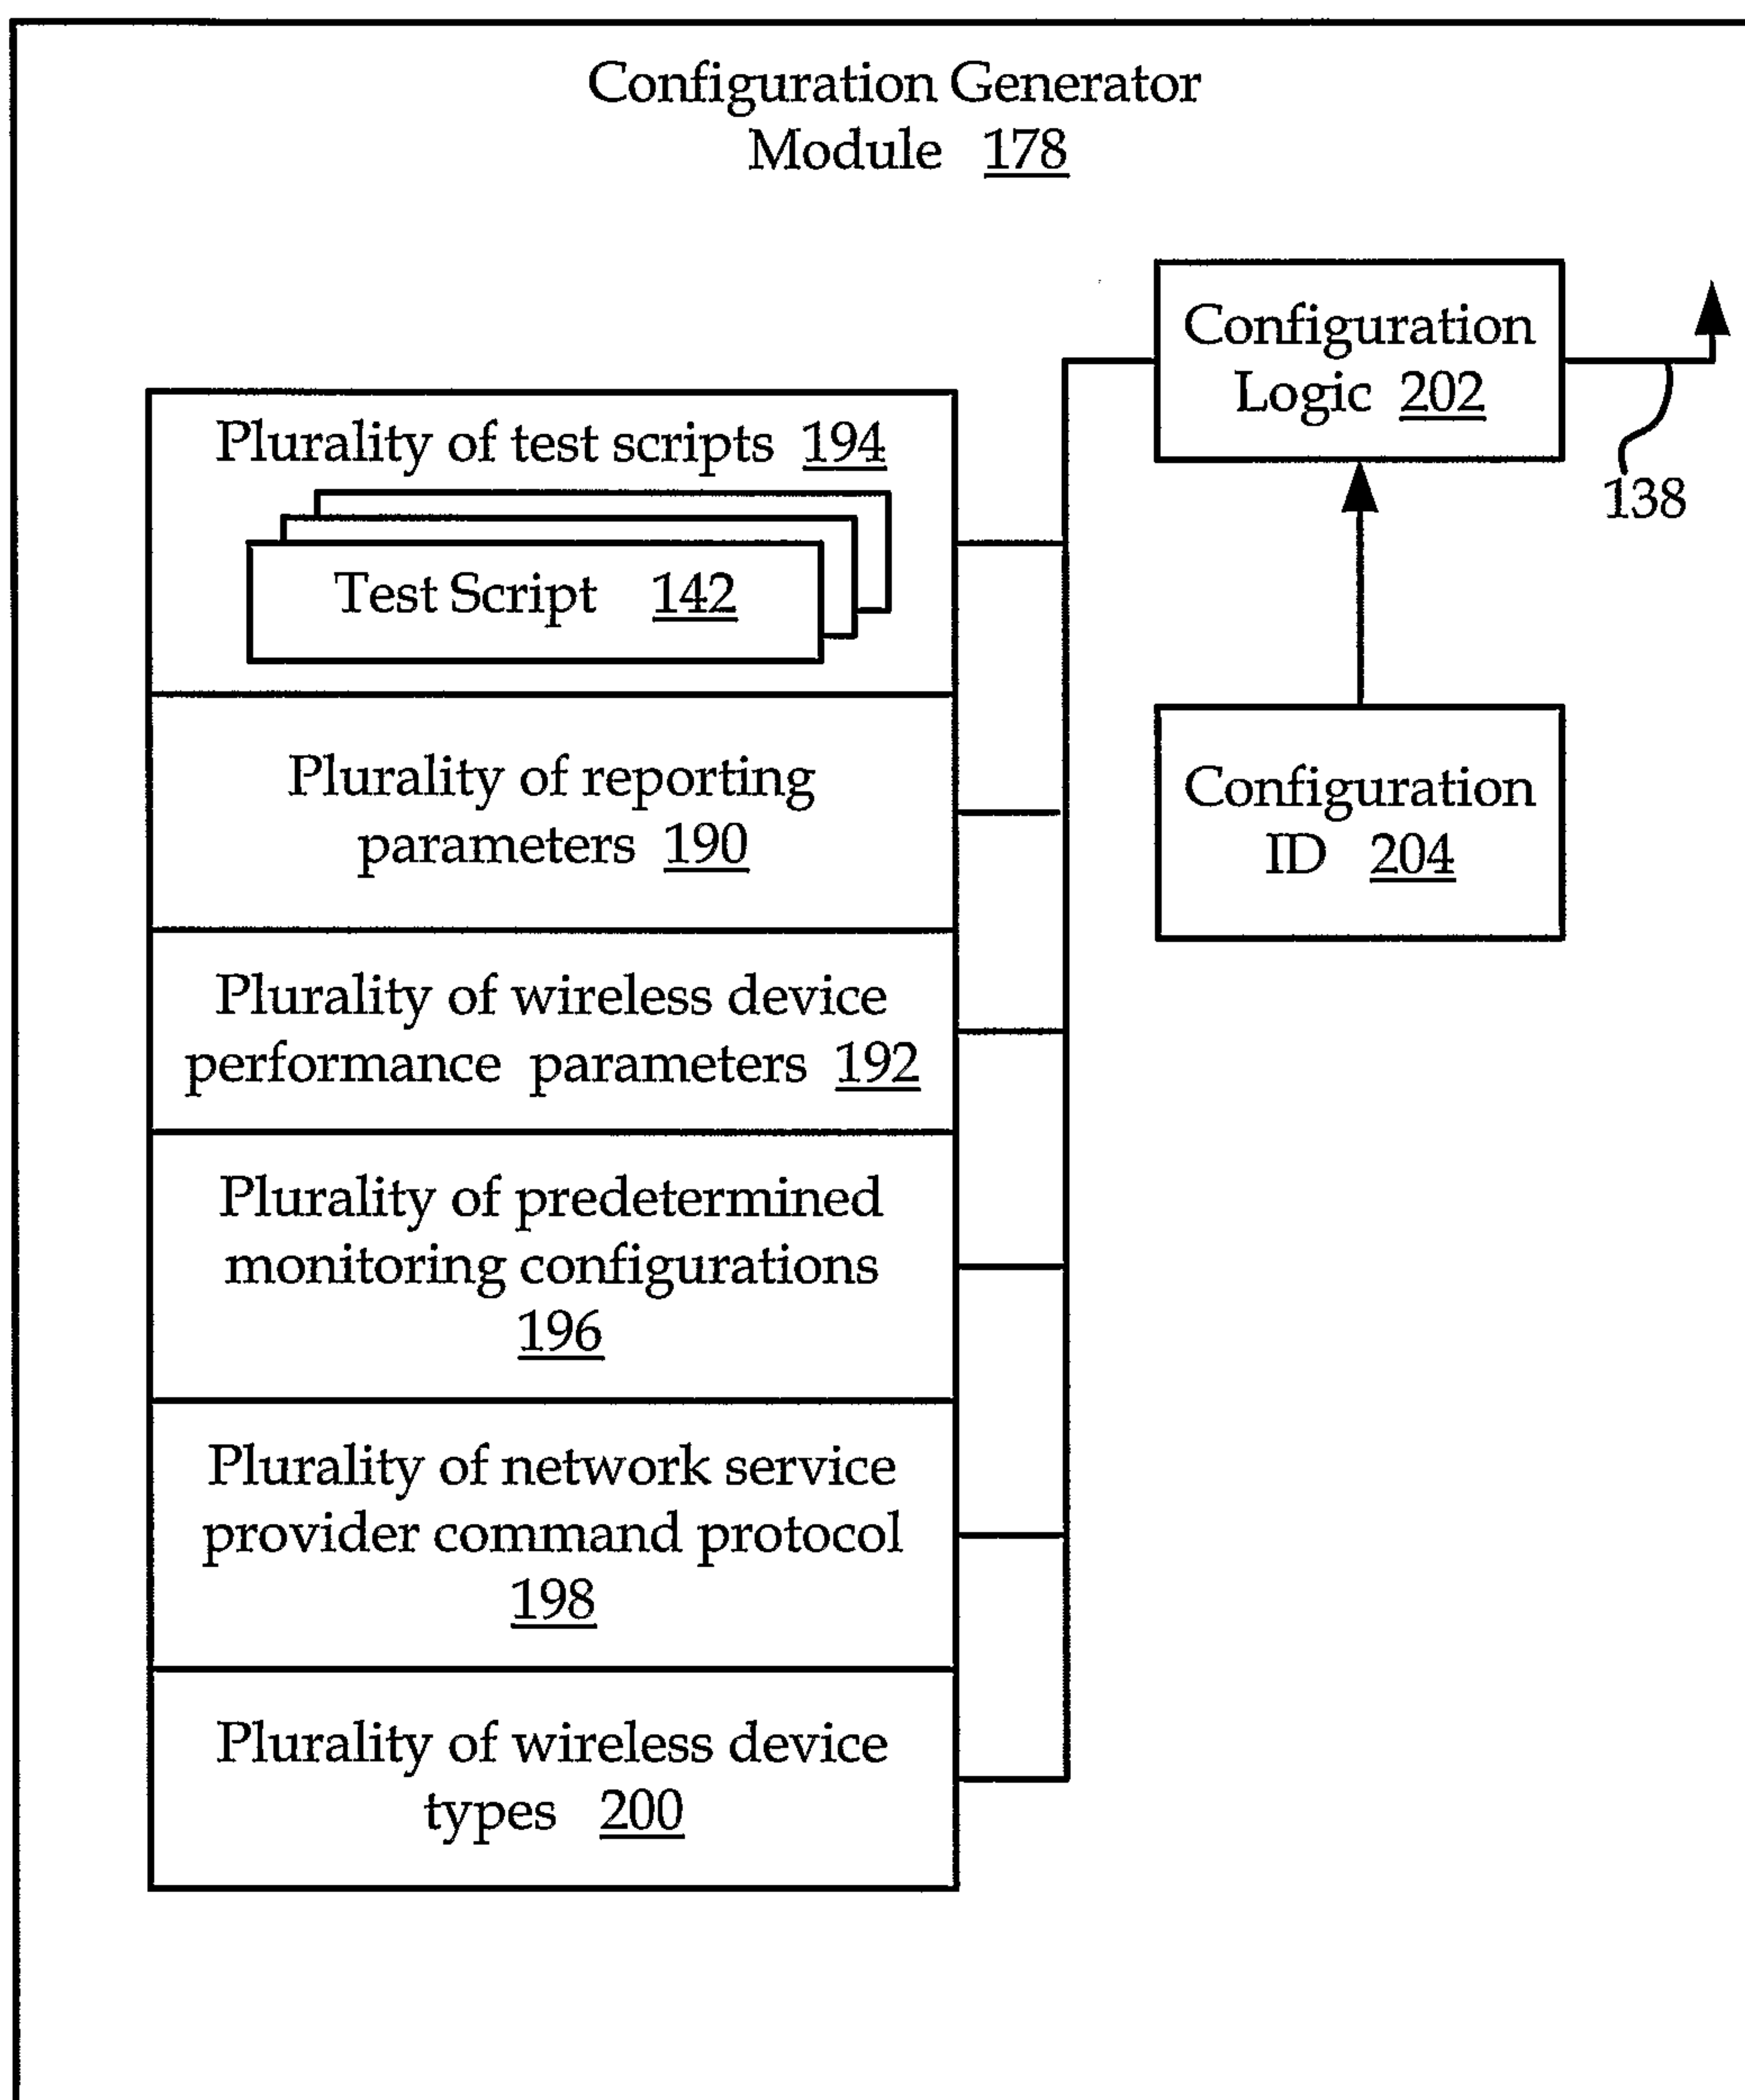 Configuration Generator
Module 178
Configuration
Logic 202
138
Plurality of test scripts 194
Test Script 142
Plurality of reporting
parameters 190
Configuration
ID 204
Plurality of wireless device
performance parameters 192
Plurality of predetermined
monitoring configurations
196
Plurality of network service
provider command protocol
198
Plurality of wireless device
types 200